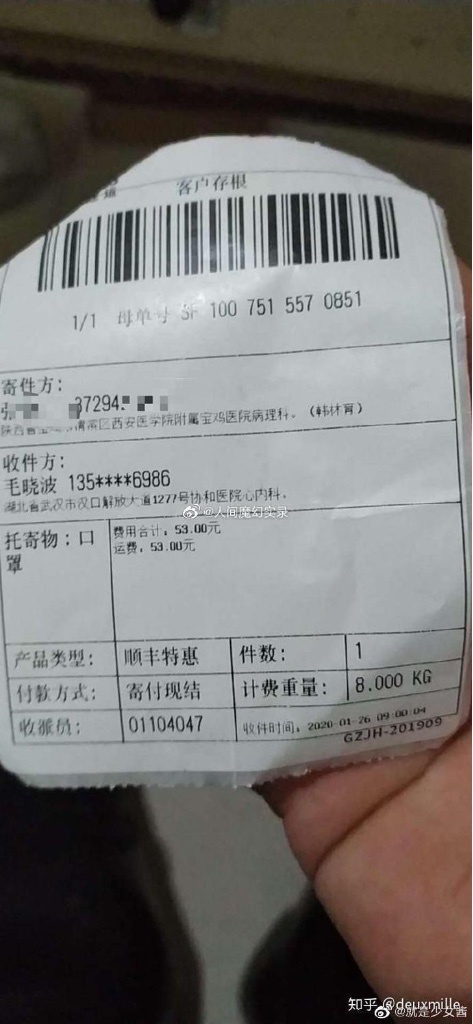 客户存根
1/1 母单号 SF 100 751 557 0851
寄件方：
张 37294
渭滨区西安医学院附属宝鸡医院病理科。（韩林育）
收件方：
毛晓波 135****6986
湖北省武汉市汉口解放大道1277号协和医院心内科。
@人间魔幻实录
托寄物：口罩
费用合计：53.00元
运费：53.00元
产品类型： 顺丰特惠 件数： 1
付款方式： 寄付现结 计费重量： 8.000 KG
收派员： 01104047 收件时间：2020-01-26 09:00:04
GZJH-201909
知乎 @deuxmille
@就是少女酱